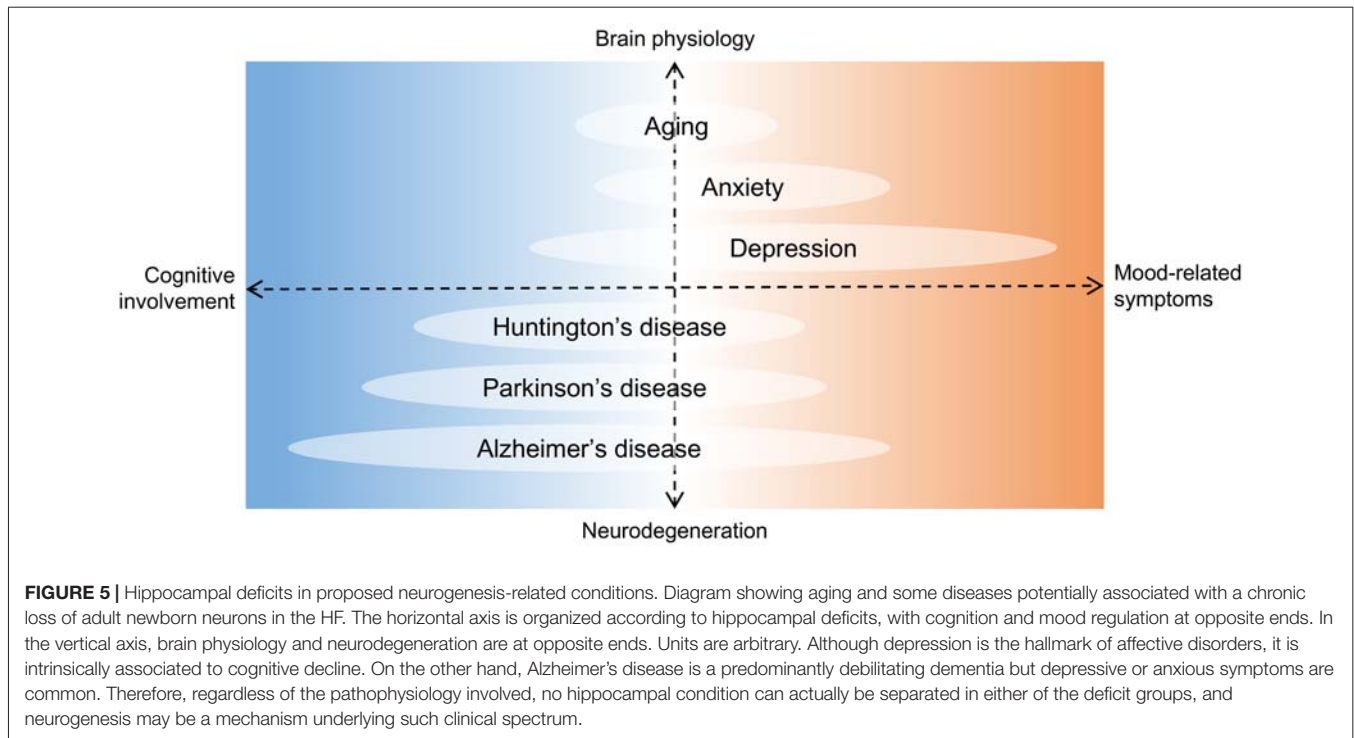 Brain physiology
Aging
Anxiety
Depression
Cognitive
involvement
Mood-related
symptoms
Huntington's disease
Parkinson's disease
Alzheimer's disease
Neurodegeneration
FIGURE 5 | Hippocampal deficits in proposed neurogenesis-related conditions. Diagram showing aging and some diseases potentially associated with a chronic
loss of adult newborn neurons in the HF. The horizontal axis is organized according to hippocampal deficits, with cognition and mood regulation at opposite ends. In
the vertical axis, brain physiology and neurodegeneration are at opposite ends. Units are arbitrary. Although depression is the hallmark of affective disorders, it is
intrinsically associated to cognitive decline. On the other hand, Alzheimer's disease is a predominantly debilitating dementia but depressive or anxious symptoms are
common. Therefore, regardless of the pathophysiology involved, no hippocampal condition can actually be separated in either of the deficit groups, and
neurogenesis may be a mechanism underlying such clinical spectrum.